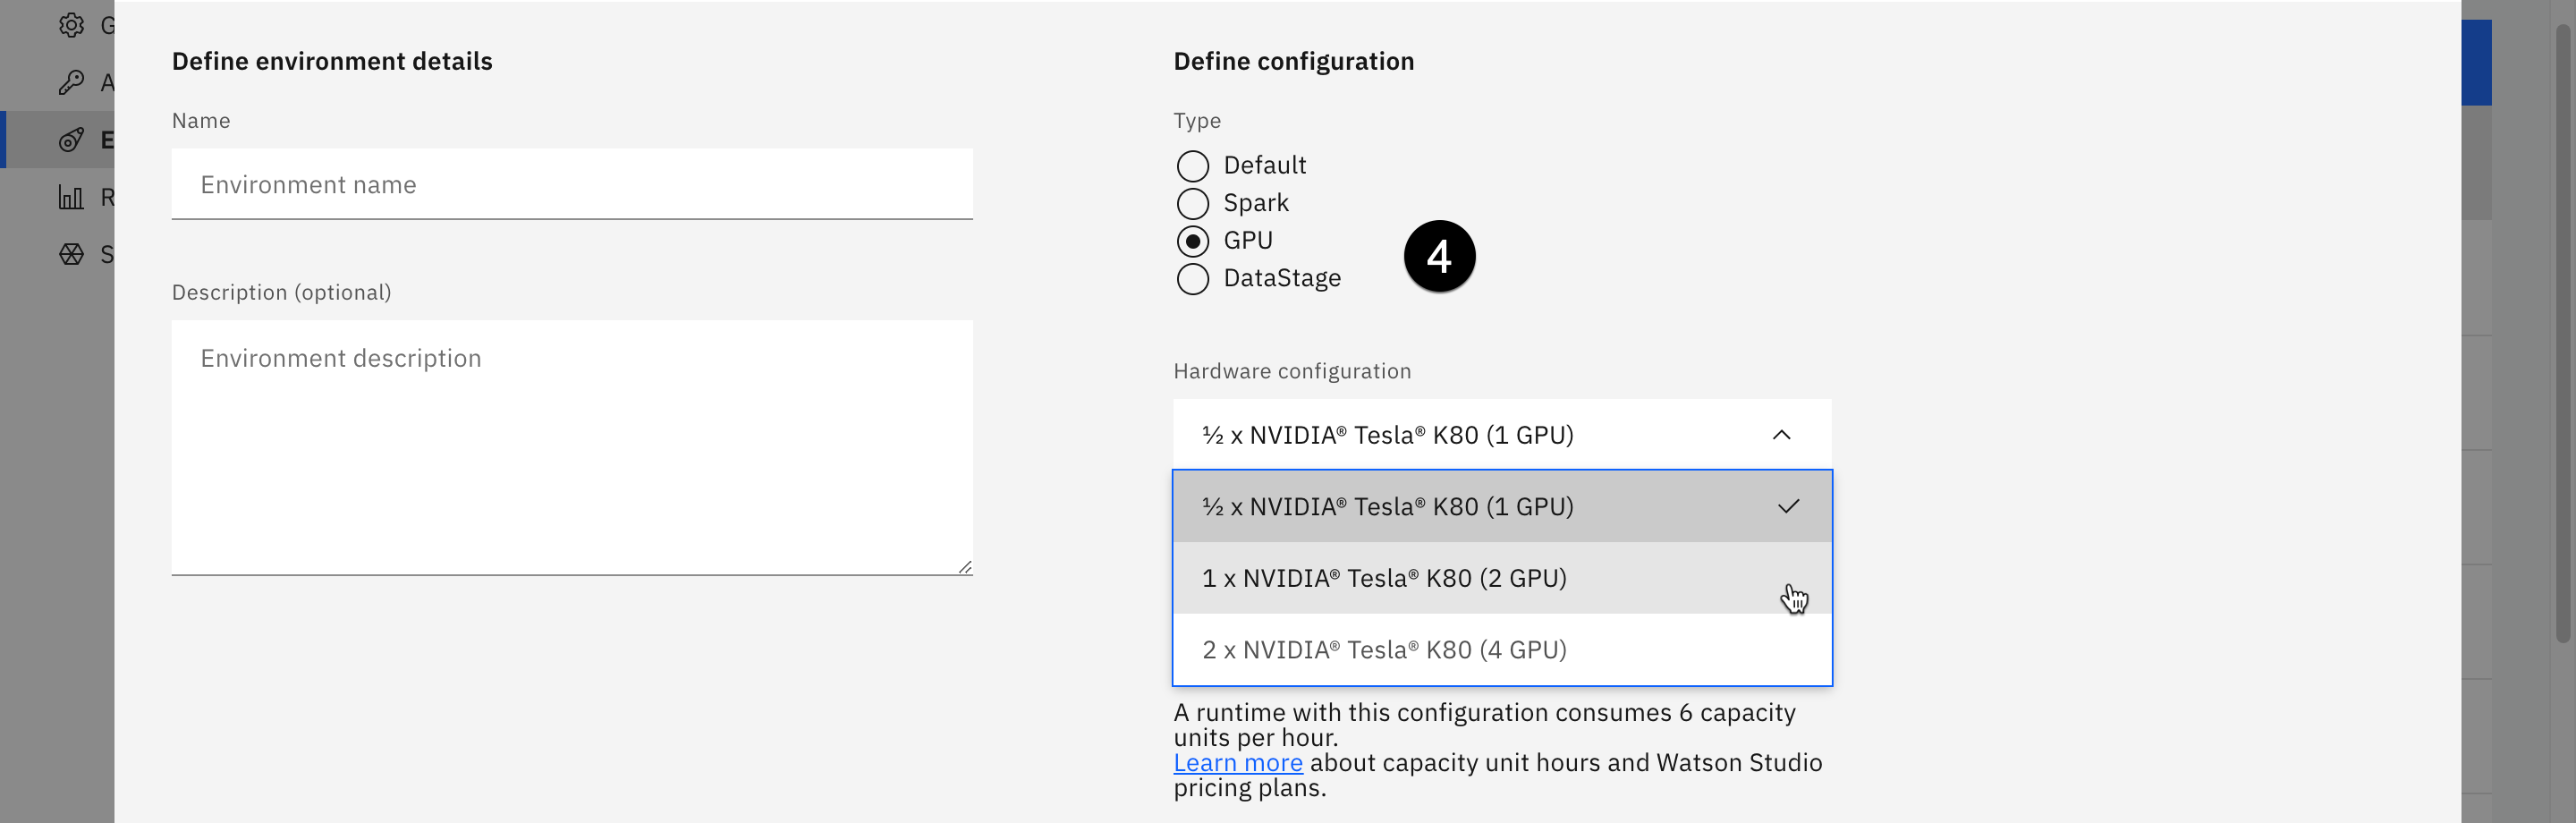 G
A
E
R
S
Define environment details
Name
Environment name
Description (optional)
Environment description
Define configuration
Type
Default
Spark
GPU
DataStage
4
Hardware configuration
½ x NVIDIA® Tesla® K80 (1 GPU)
½ x NVIDIA® Tesla® K80 (1 GPU)
1 x NVIDIA® Tesla® K80 (2 GPU)
2 x NVIDIA® Tesla® K80 (4 GPU)
A runtime with this configuration consumes 6 capacity
units per hour.
Learn more about capacity unit hours and Watson Studio
pricing plans.